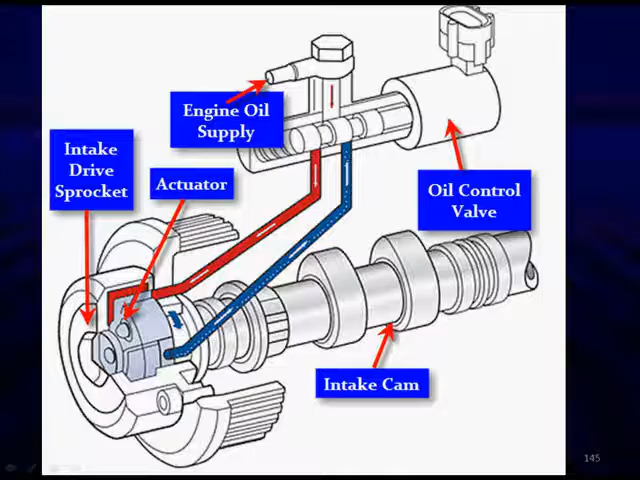 Engine Oil
Supply
Intake
Drive
Sprocket
Actuator
Oil Control
Valve
Intake Cam
145